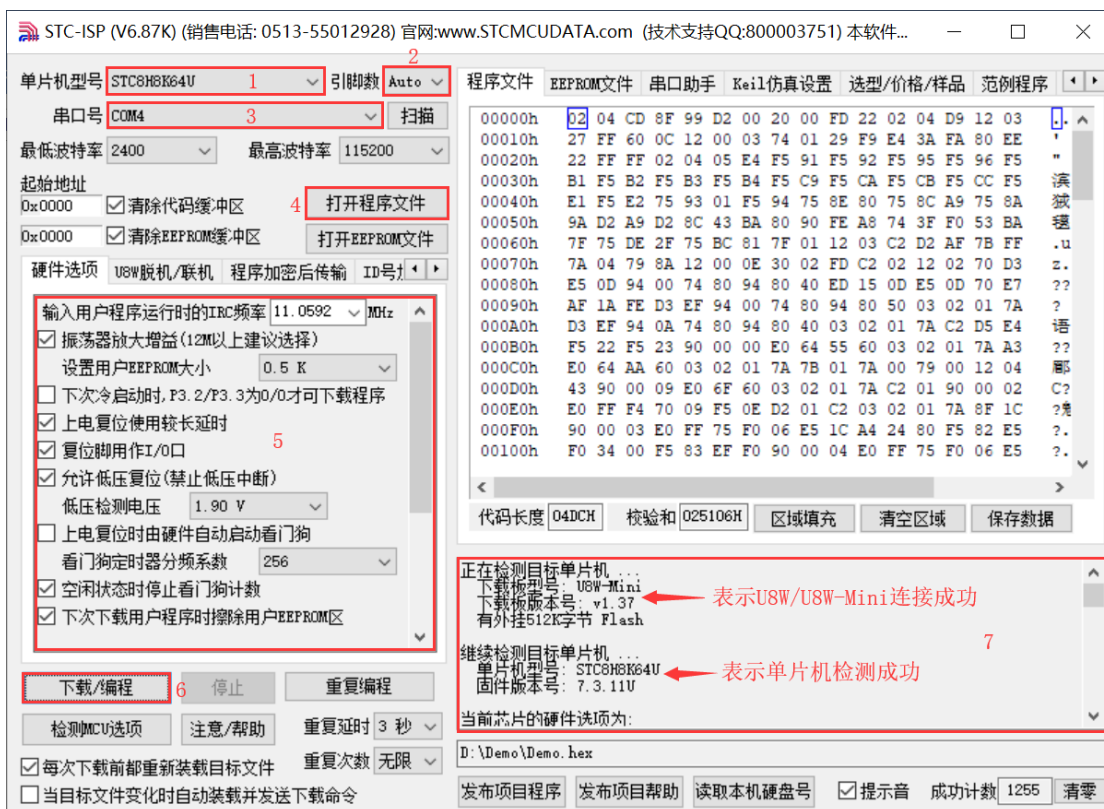 STC-ISP (V6.87K) (销售电话: 0513-55012928) 官网:www.STCMCUDATA.com (技术支持QQ:800003751) 本软件...
单片机型号 STC8H8K64U 1 引脚数 Auto 2
串口号 COM4 3 扫描
最低波特率 2400 最高波特率 115200
起始地址
0x0000 清除代码缓冲区 4 打开程序文件
0x0000 清除EEPROM缓冲区 打开EEPROM文件
硬件选项 U8W脱机/联机 程序加密后传输 ID号
输入用户程序运行时的IRC频率 11.0592 MHz
振荡器放大增益(12M以上建议选择)
设置用户EEPROM大小 0.5 K
下次冷启动时,P3.2/P3.3为0/0才可下载程序
上电复位使用较长延时
复位脚用作I/O口 5
允许低压复位(禁止低压中断)
低压检测电压 1.90 V
上电复位时由硬件自动启动看门狗
看门狗定时器分频系数 256
空闲状态时停止看门狗计数
下次下载用户程序时擦除用户EEPROM区
下载/编程 6 停止 重复编程
检测MCU选项 注意/帮助 重复延时 3 秒
每次下载前都重新装载目标文件 重复次数 无限
当目标文件变化时自动装载并发送下载命令
程序文件 EEPROM文件 串口助手 Keil仿真设置 选型/价格/样品 范例程序
00000h 02 04 CD 8F 99 D2 00 20 00 FD 22 02 04 D9 12 03 ..
00010h 27 FF 60 0C 12 00 03 74 01 29 F9 E4 3A FA 80 EE '
00020h 22 FF FF 02 04 05 E4 F5 91 F5 92 F5 95 F5 96 F5 "
00030h B1 F5 B2 F5 B3 F5 B4 F5 C9 F5 CA F5 CB F5 CC F5 滨
00040h E1 F5 E2 75 93 01 F5 94 75 8E 80 75 8C A9 75 8A
00050h 9A D2 A9 D2 8C 43 BA 80 90 FE A8 74 3F F0 53 BA
00060h 7F 75 DE 2F 75 BC 81 7F 01 12 03 C2 D2 AF 7B FF .u
00070h 7A 04 79 8A 12 00 0E 30 02 FD C2 02 12 02 70 D3 z.
00080h E5 0D 94 00 74 80 94 80 40 ED 15 0D E5 0D 70 E7 ??
00090h AF 1A FE D3 EF 94 00 74 80 94 80 50 03 02 01 7A ?
000A0h D3 EF 94 0A 74 80 94 80 40 03 02 01 7A C2 D5 E4 语
000B0h F5 22 F5 23 90 00 00 E0 64 55 60 03 02 01 7A A3 ??
000C0h E0 64 AA 60 03 02 01 7A 7B 01 7A 00 79 00 12 04 郿
000D0h 43 90 00 09 E0 6F 60 03 02 01 7A C2 01 90 00 02 C?
000E0h E0 FF F4 70 09 F5 0E D2 01 C2 03 02 01 7A 8F 1C
000F0h 90 00 03 E0 FF 75 F0 06 E5 1C A4 24 80 F5 82 E5 ?.
00100h F0 34 00 F5 83 EF F0 90 00 04 E0 FF 75 F0 06 E5 ?.
代码长度 04DCH 校验和 025106H 区域填充 清空区域 保存数据
正在检测目标单片机 ...
下载板型号: U8W-Mini
下载板版本号: v1.37 表示U8W/U8W-Mini连接成功
有外挂512K字节 Flash
继续检测目标单片机 ... 7
单片机型号: STC8H8K64U 表示单片机检测成功
固件版本号: 7.3.11U
当前芯片的硬件选项为:
D:\Demo\Demo.hex
发布项目程序 发布项目帮助 读取本机硬盘号 提示音 成功计数 1255 清零